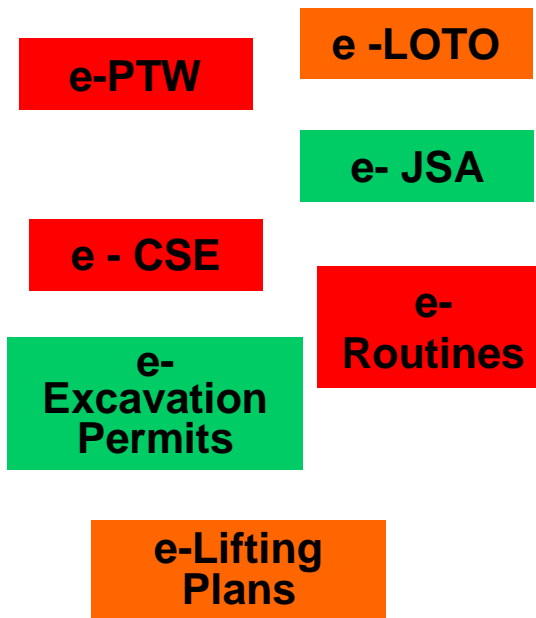 e-PTW
e -LOTO
e- JSA
e - CSE
e-
Routines
e-
Excavation
Permits
e-Lifting
Plans